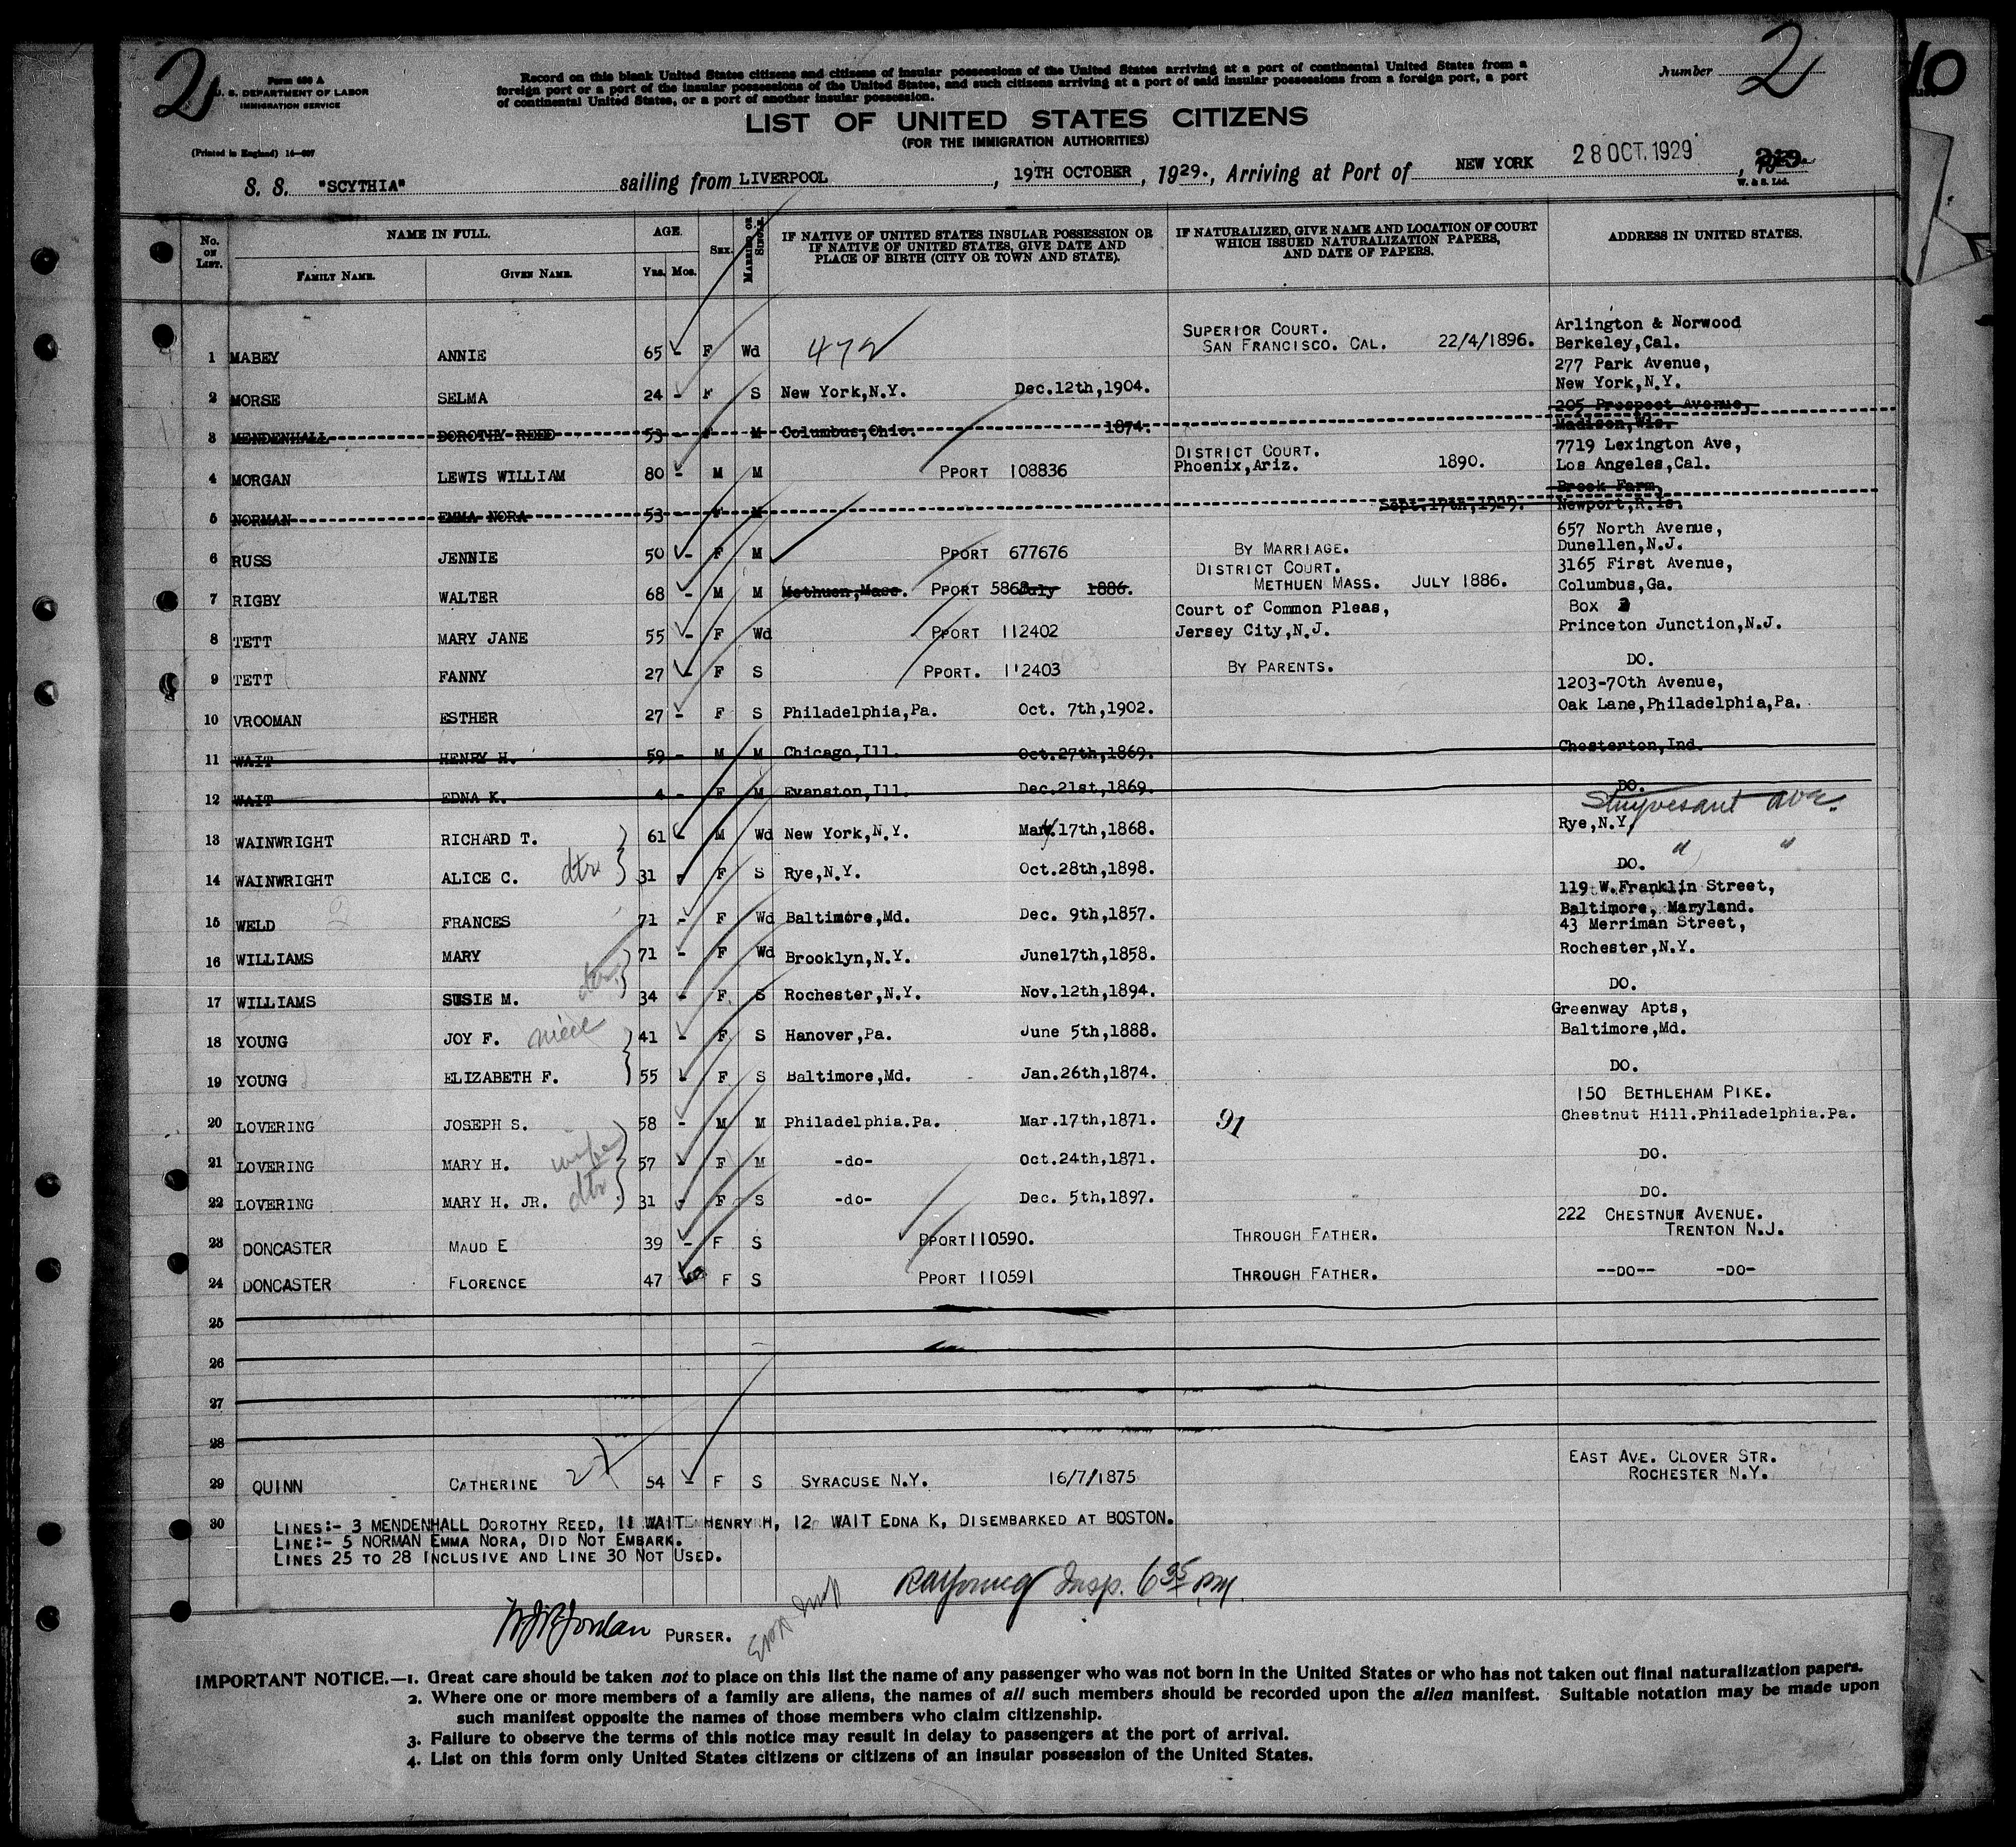 2
2
10
Form 630 A
U. S. DEPARTMENT OF LABOR
IMMIGRATION SERVICE
(Printed in England) 14—
Record on this blank United States citizens and citizens of insular possessions of the United States arriving at a port of continental United States from a
foreign port or a port of the insular possessions of the United States, and such citizens arriving at a port of said insular possessions from a foreign port, a port
of continental United States, or a port of another insular possession.
Number
LIST OF UNITED STATES CITIZENS
(FOR THE IMMIGRATION AUTHORITIES)
S. S. "SCYTHIA" sailing from LIVERPOOL, 19TH OCTOBER, 1929., Arriving at Port of NEW YORK 28 OCT. 1929
W. & S. Ltd.
No. ON LIST. NAME IN FULL. FAMILY NAME. GIVEN NAME. AGE. Yrs. Mos. SEX. MARRIED OR SINGLE. IF NATIVE OF UNITED STATES INSULAR POSSESSION OR IF NATIVE OF UNITED STATES, GIVE DATE AND PLACE OF BIRTH (CITY OR TOWN AND STATE). IF NATURALIZED, GIVE NAME AND LOCATION OF COURT WHICH ISSUED NATURALIZATION PAPERS, AND DATE OF PAPERS. ADDRESS IN UNITED STATES.
1 MABEY ANNIE 65 - F Wd 472 SUPERIOR COURT. SAN FRANCISCO. CAL. 22/4/1896. Arlington & Norwood Berkeley,Cal.
2 MORSE SELMA 24 - F S New York,N.Y. Dec.12th,1904. 277 Park Avenue, New York,N.Y.
3 MENDENHALL DOROTHY REED 53 - F M Columbus,Ohio. 1874. 205 Prospect Avenue, Madison,Wis.
4 MORGAN LEWIS WILLIAM 80 - M M PPORT 108836 DISTRICT COURT. Phoenix,Ariz. 1890. 7719 Lexington Ave, Los Angeles,Cal.
5 NORMAN EMMA NORA 53 - F M Sept.17th,1929. Brook Farm, Newport,R.Is.
6 RUSS JENNIE 50 - F M PPORT 677676 BY MARRIAGE. 657 North Avenue, Dunellen,N.J.
7 RIGBY WALTER 68 - M M Methuen,Mass. PPORT July 1886. DISTRICT COURT. METHUEN MASS. JULY 1886. 3165 First Avenue, Columbus,Ga.
8 TETT MARY JANE 55 - F Wd PPORT 112402 Court of Common Pleas, Jersey City,N.J. Box 2 Princeton Junction,N.J.
9 TETT FANNY 27 - F S PPORT. 112403 BY PARENTS. DO.
10 VROOMAN ESTHER 27 - F S Philadelphia,Pa. Oct. 7th,1902. 1203-70th Avenue, Oak Lane,Philadelphia,Pa.
11 WAIT HENRY H. 59 - M M Chicago,Ill. Oct.27th,1869. Chesterton,Ind.
12 WAIT EDNA K. 4 - F M Evanston,Ill. Dec.21st,1869. DO.
13 WAINWRIGHT RICHARD T. 61 - M Wd New York,N.Y. May.17th,1868. Stuyvesant ave. Rye,N.Y.
14 WAINWRIGHT ALICE C. dtr 31 - F S Rye,N.Y. Oct.28th,1898. DO. " "
15 WELD FRANCES 71 - F Wd Baltimore,Md. Dec. 9th,1857. 119 W.Franklin Street, Baltimore, Maryland.
16 WILLIAMS MARY 71 - F Wd Brooklyn,N.Y. June17th,1858. 43 Merriman Street, Rochester,N.Y.
17 WILLIAMS SUSIE M. dtr 34 - F S Rochester,N.Y. Nov.12th,1894. DO.
18 YOUNG JOY F. niece 41 - F S Hanover,Pa. June 5th,1888. Greenway Apts, Baltimore,Md.
19 YOUNG ELIZABETH F. 55 - F S Baltimore,Md. Jan.26th,1874. DO.
20 LOVERING JOSEPH S. 58 - M M Philadelphia.Pa. Mar.17th,1871. 91 150 BETHLEHAM PIKE. Chestnut Hill.Philadelphia.Pa.
21 LOVERING MARY H. wife 57 - F M -do- Oct.24th,1871. DO.
22 LOVERING MARY H. JR. dtr 31 - F S -do- Dec. 5th,1897. DO.
23 DONCASTER MAUD E 39 - F S PPORT110590. THROUGH FATHER. 222 CHESTNUT AVENUE. TRENTON N.J.
24 DONCASTER FLORENCE 47 F S PPORT 110591 THROUGH FATHER. --DO-- -DO-
25
26
27
28
29 QUINN CATHERINE 54 - F S SYRACUSE N.Y. 16/7/1875 EAST AVE. CLOVER STR. ROCHESTER N.Y.
30 LINES:- 3 MENDENHALL DOROTHY REED, 11 WAIT HENRY H, 12 WAIT EDNA K, DISEMBARKED AT BOSTON.
LINE:- 5 NORMAN EMMA NORA, DID NOT EMBARK.
LINES 25 TO 28 INCLUSIVE AND LINE 30 NOT USED.
RAYoung Insp. 6 35 PM.
Jordan PURSER.
IMPORTANT NOTICE.—1. Great care should be taken not to place on this list the name of any passenger who was not born in the United States or who has not taken out final naturalization papers.
2. Where one or more members of a family are aliens, the names of all such members should be recorded upon the alien manifest. Suitable notation may be made upon
such manifest opposite the names of those members who claim citizenship.
3. Failure to observe the terms of this notice may result in delay to passengers at the port of arrival.
4. List on this form only United States citizens or citizens of an insular possession of the United States.